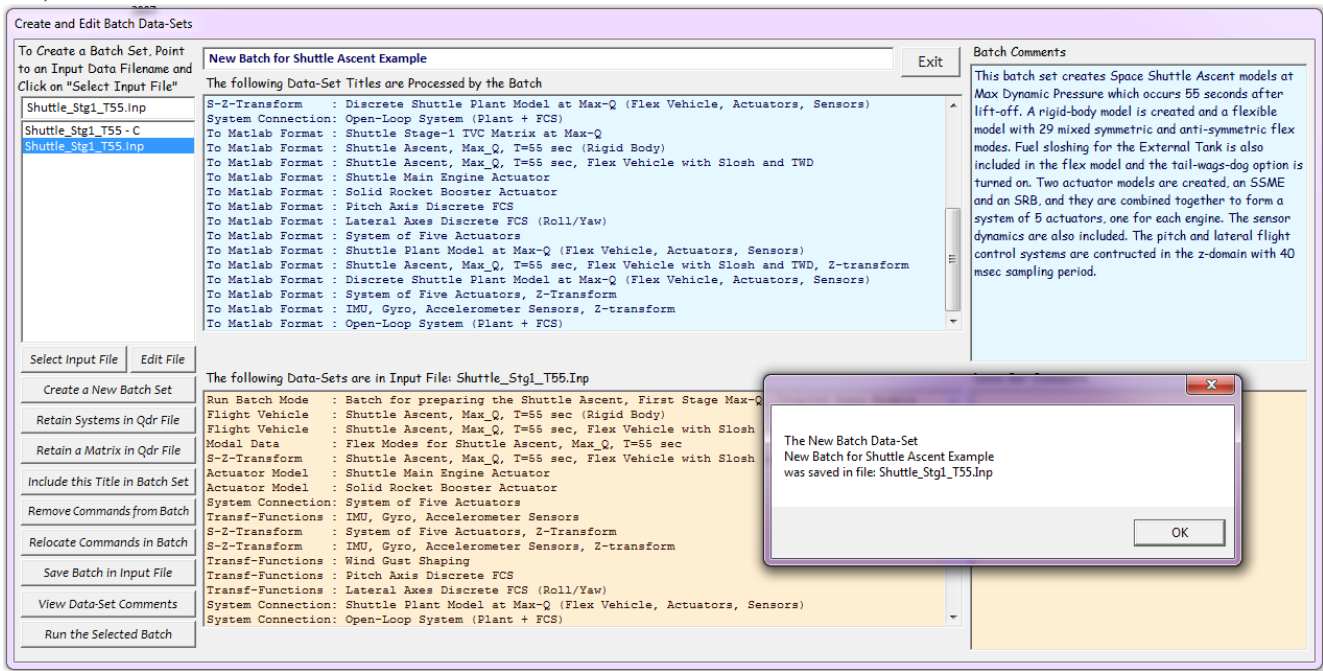 Create and Edit Batch Data-Sets
To Create a Batch Set, Point
to an Input Data Filename and
Click on "Select Input File"
Shuttle_Stg1_T55.Inp
Shuttle_Stg1_T55 - C
Shuttle_Stg1_T55.Inp
Select Input File
Edit File
Create a New Batch Set
Retain Systems in Qdr File
Retain a Matrix in Qdr File
Include this Title in Batch Set
Remove Commands from Batch
Relocate Commands in Batch
Save Batch in Input File
View Data-Set Comments
Run the Selected Batch
New Batch for Shuttle Ascent Example
Exit
The following Data-Set Titles are Processed by the Batch
S-Z-Transform : Discrete Shuttle Plant Model at Max-Q (Flex Vehicle, Actuators, Sensors)
System Connection: Open-Loop System (Plant + FCS)
To Matlab Format : Shuttle Stage-1 TVC Matrix at Max-Q
To Matlab Format : Shuttle Ascent, Max_Q, T=55 sec (Rigid Body)
To Matlab Format : Shuttle Ascent, Max_Q, T=55 sec, Flex Vehicle with Slosh and TWD
To Matlab Format : Shuttle Main Engine Actuator
To Matlab Format : Solid Rocket Booster Actuator
To Matlab Format : Pitch Axis Discrete FCS
To Matlab Format : Lateral Axes Discrete FCS (Roll/Yaw)
To Matlab Format : System of Five Actuators
To Matlab Format : Shuttle Plant Model at Max-Q (Flex Vehicle, Actuators, Sensors)
To Matlab Format : Shuttle Ascent, Max_Q, T=55 sec, Flex Vehicle with Slosh and TWD, Z-transform
To Matlab Format : Discrete Shuttle Plant Model at Max-Q (Flex Vehicle, Actuators, Sensors)
To Matlab Format : System of Five Actuators, Z-Transform
To Matlab Format : IMU, Gyro, Accelerometer Sensors, Z-transform
To Matlab Format : Open-Loop System (Plant + FCS)
The following Data-Sets are in Input File: Shuttle_Stg1_T55.Inp
Run Batch Mode : Batch for preparing the Shuttle Ascent, First Stage Max-Q
Flight Vehicle : Shuttle Ascent, Max_Q, T=55 sec (Rigid Body)
Flight Vehicle : Shuttle Ascent, Max_Q, T=55 sec, Flex Vehicle with Slosh
Modal Data : Flex Modes for Shuttle Ascent, Max_Q, T=55 sec
S-Z-Transform : Shuttle Ascent, Max_Q, T=55 sec, Flex Vehicle with Slosh
Actuator Model : Shuttle Main Engine Actuator
Actuator Model : Solid Rocket Booster Actuator
System Connection: System of Five Actuators
Transf-Functions : IMU, Gyro, Accelerometer Sensors
S-Z-Transform : System of Five Actuators, Z-Transform
S-Z-Transform : IMU, Gyro, Accelerometer Sensors, Z-transform
Transf-Functions : Wind Gust Shaping
Transf-Functions : Pitch Axis Discrete FCS
Transf-Functions : Lateral Axes Discrete FCS (Roll/Yaw)
System Connection: Shuttle Plant Model at Max-Q (Flex Vehicle, Actuators, Sensors)
System Connection: Open-Loop System (Plant + FCS)
Batch Comments
This batch set creates Space Shuttle Ascent models at
Max Dynamic Pressure which occurs 55 seconds after
lift-off. A rigid-body model is created and a flexible
model with 29 mixed symmetric and anti-symmetric flex
modes. Fuel sloshing for the External Tank is also
included in the flex model and the tail-wags-dog option is
turned on. Two actuator models are created, an SSME
and an SRB, and they are combined together to form a
system of 5 actuators, one for each engine. The sensor
dynamics are also included. The pitch and lateral flight
control systems are contructed in the z-domain with 40
msec sampling period.
The New Batch Data-Set
New Batch for Shuttle Ascent Example
was saved in file: Shuttle_Stg1_T55.Inp
OK